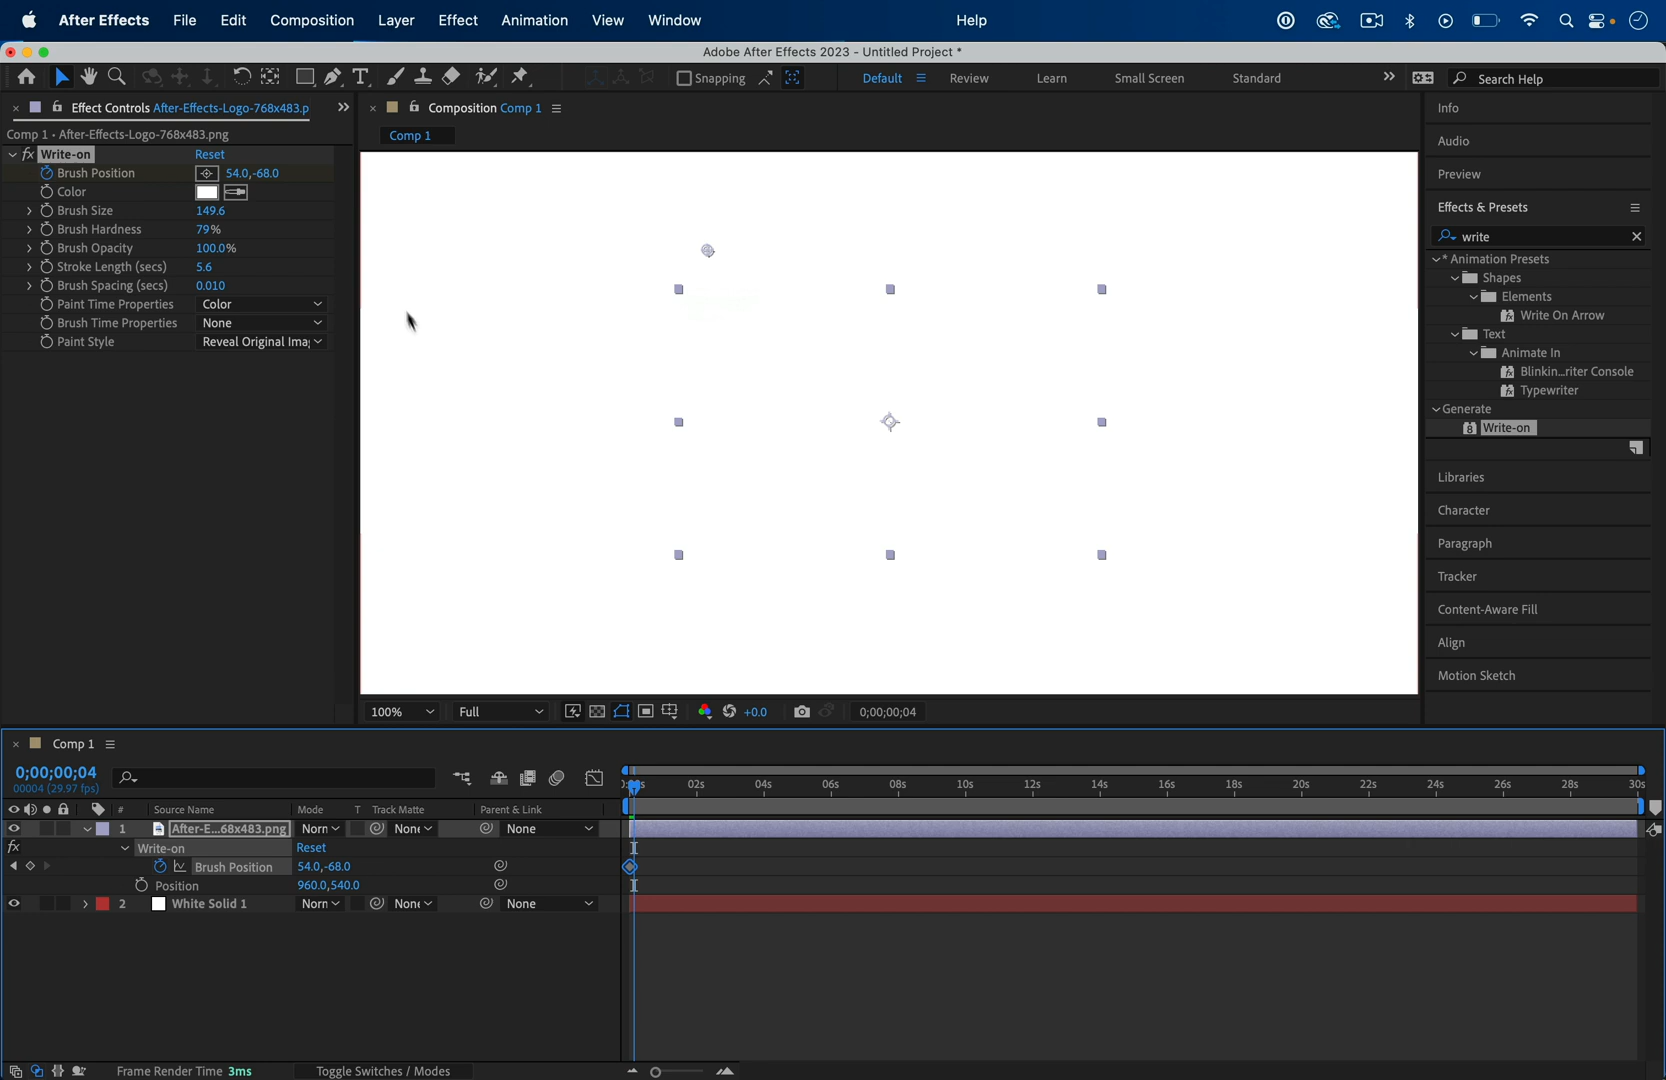 After Effects File Edit Composition Layer Effect Animation View Window Help
Adobe After Effects 2023 - Untitled Project *
Snapping Default Review Learn Small Screen Standard Search Help
Effect Controls After-Effects-Logo-768x483.p
Comp 1 • After-Effects-Logo-768x483.png
fx Write-on Reset
Brush Position 54.0,-68.0
Color
Brush Size 149.6
Brush Hardness 79%
Brush Opacity 100.0%
Stroke Length (secs) 5.6
Brush Spacing (secs) 0.010
Paint Time Properties Color
Brush Time Properties None
Paint Style Reveal Original Ima
Composition Comp 1
Comp 1
100% Full +0.0 0;00;00;04
Info
Audio
Preview
Effects & Presets
write
* Animation Presets
Shapes
Elements
Write On Arrow
Text
Animate In
Blinkin...riter Console
Typewriter
Generate
8 Write-on
Libraries
Character
Paragraph
Tracker
Content-Aware Fill
Align
Motion Sketch
Comp 1
0;00;00;04
00004 (29.97 fps)
02s 04s 06s 08s 10s 12s 14s 16s 18s 20s 22s 24s 26s 28s 30s
# Source Name Mode T Track Matte Parent & Link
1 After-E...68x483.png Norn None None
fx Write-on Reset
Brush Position 54.0,-68.0
Position 960.0,540.0
2 White Solid 1 Norn None None
Frame Render Time 3ms Toggle Switches / Modes